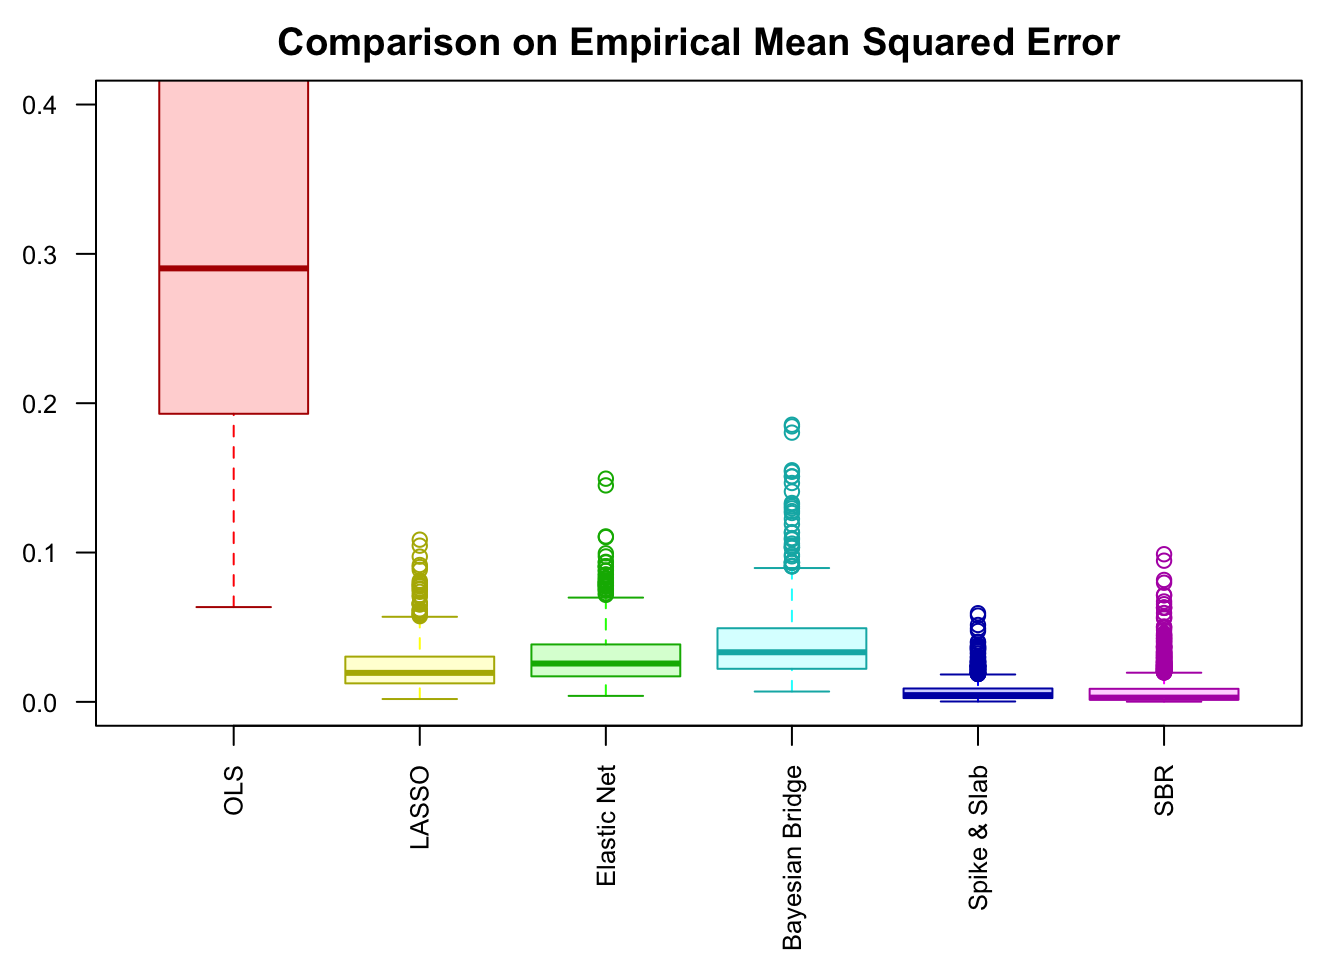 Comparison on Empirical Mean Squared Error
0.4
0.3
0.2
0.1
0.0
OLS
LASSO
Elastic Net
Bayesian Bridge
Spike & Slab
SBR